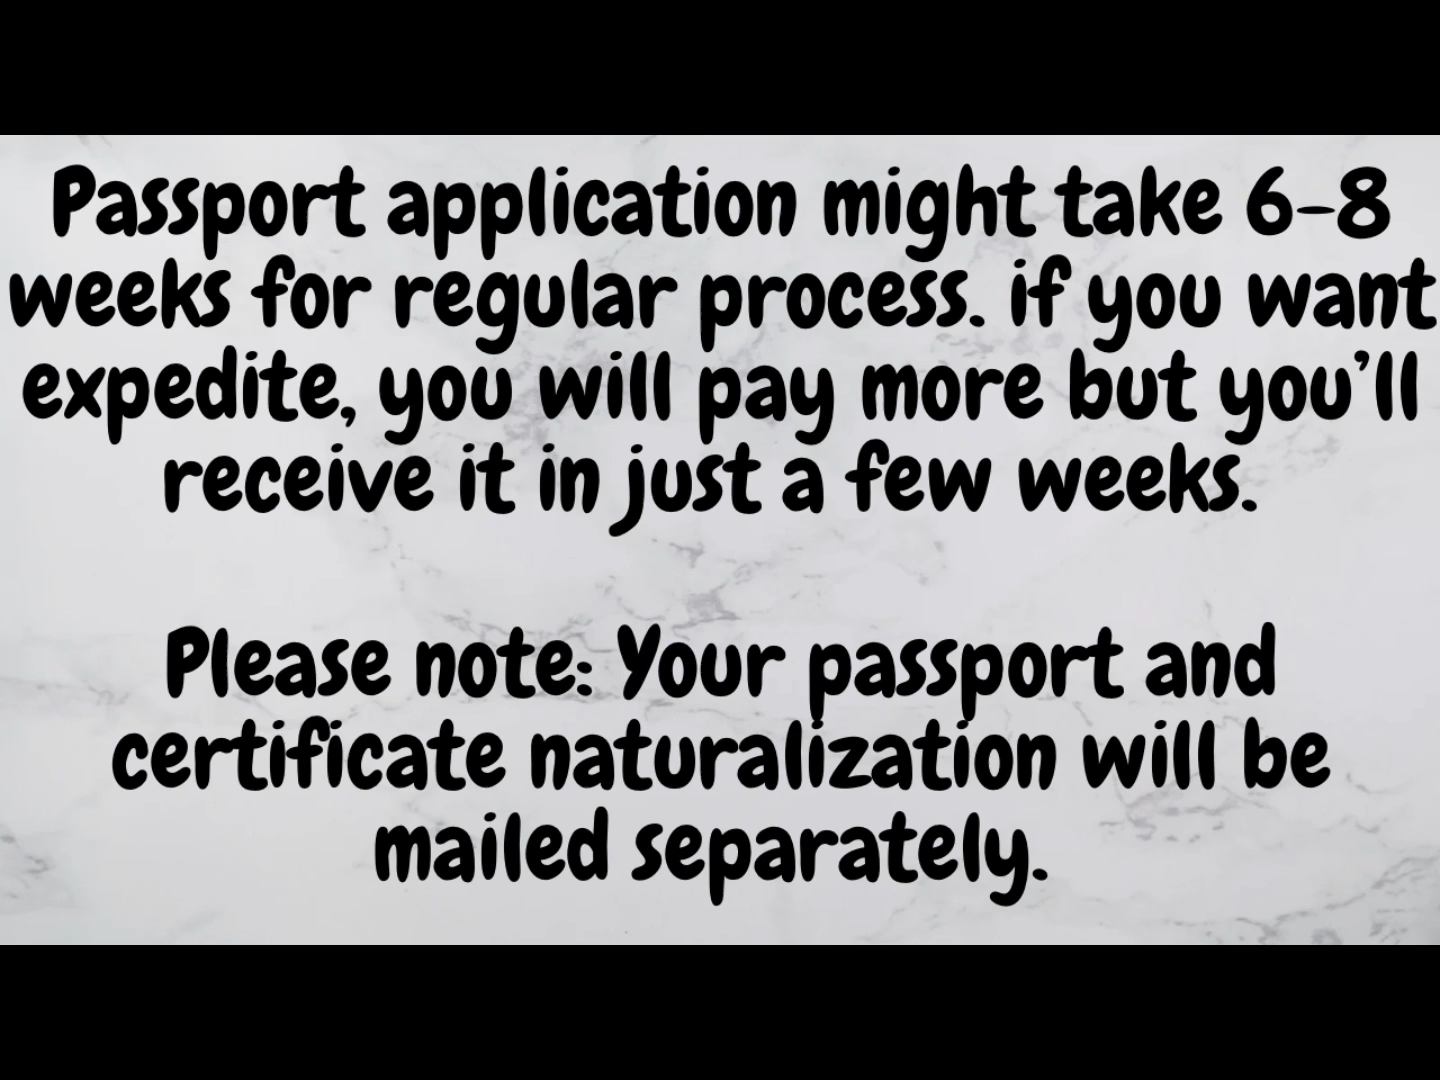 Passport application might take 6-8
weeks for regular process. if you want
expedite, you will pay more but you'll
receive it in just a few weeks.
Please note: Your passport and
certificate naturalization will be
mailed separately.